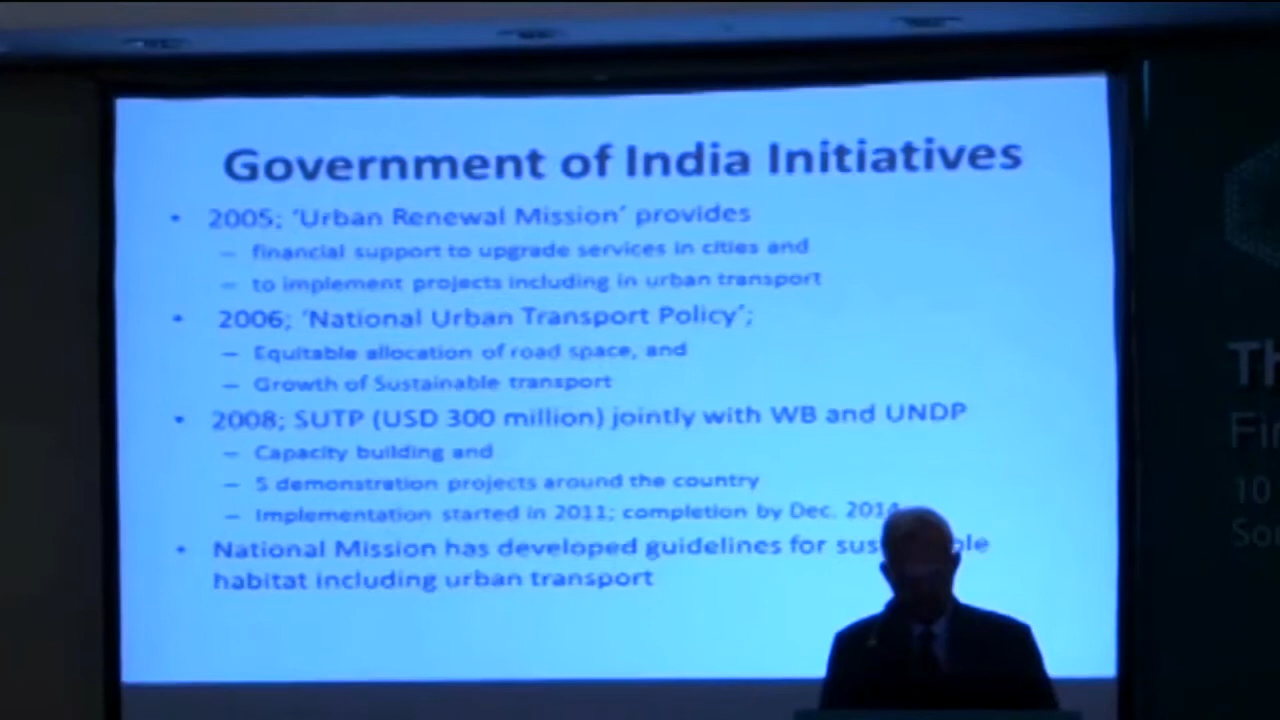 Government of India Initiatives
• 2005; ‘Urban Renewal Mission’ provides
– financial support to upgrade services in cities and
– to implement projects including in urban transport
• 2006; ‘National Urban Transport Policy’;
– Equitable allocation of road space, and
– Growth of Sustainable transport
• 2008; SUTP (USD 300 million) jointly with WB and UNDP
– Capacity building and
– 5 demonstration projects around the country
– Implementation started in 2011; completion by Dec. 2014
• National Mission has developed guidelines for
habitat including urban transport
10